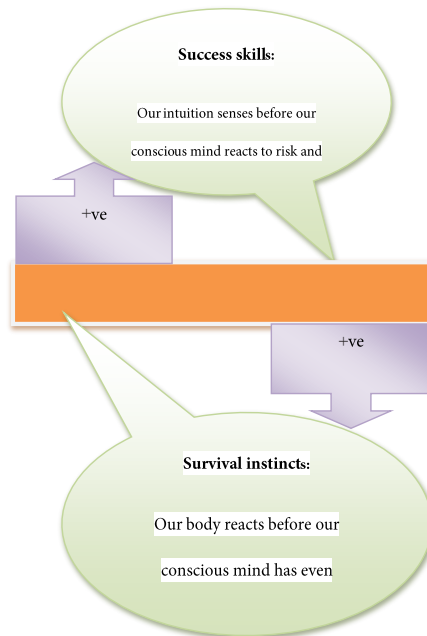 Success skills:
Our intuition senses before our
conscious mind reacts to risk and
+ve
+ve
Survival instincts:
Our body reacts before our
conscious mind has even